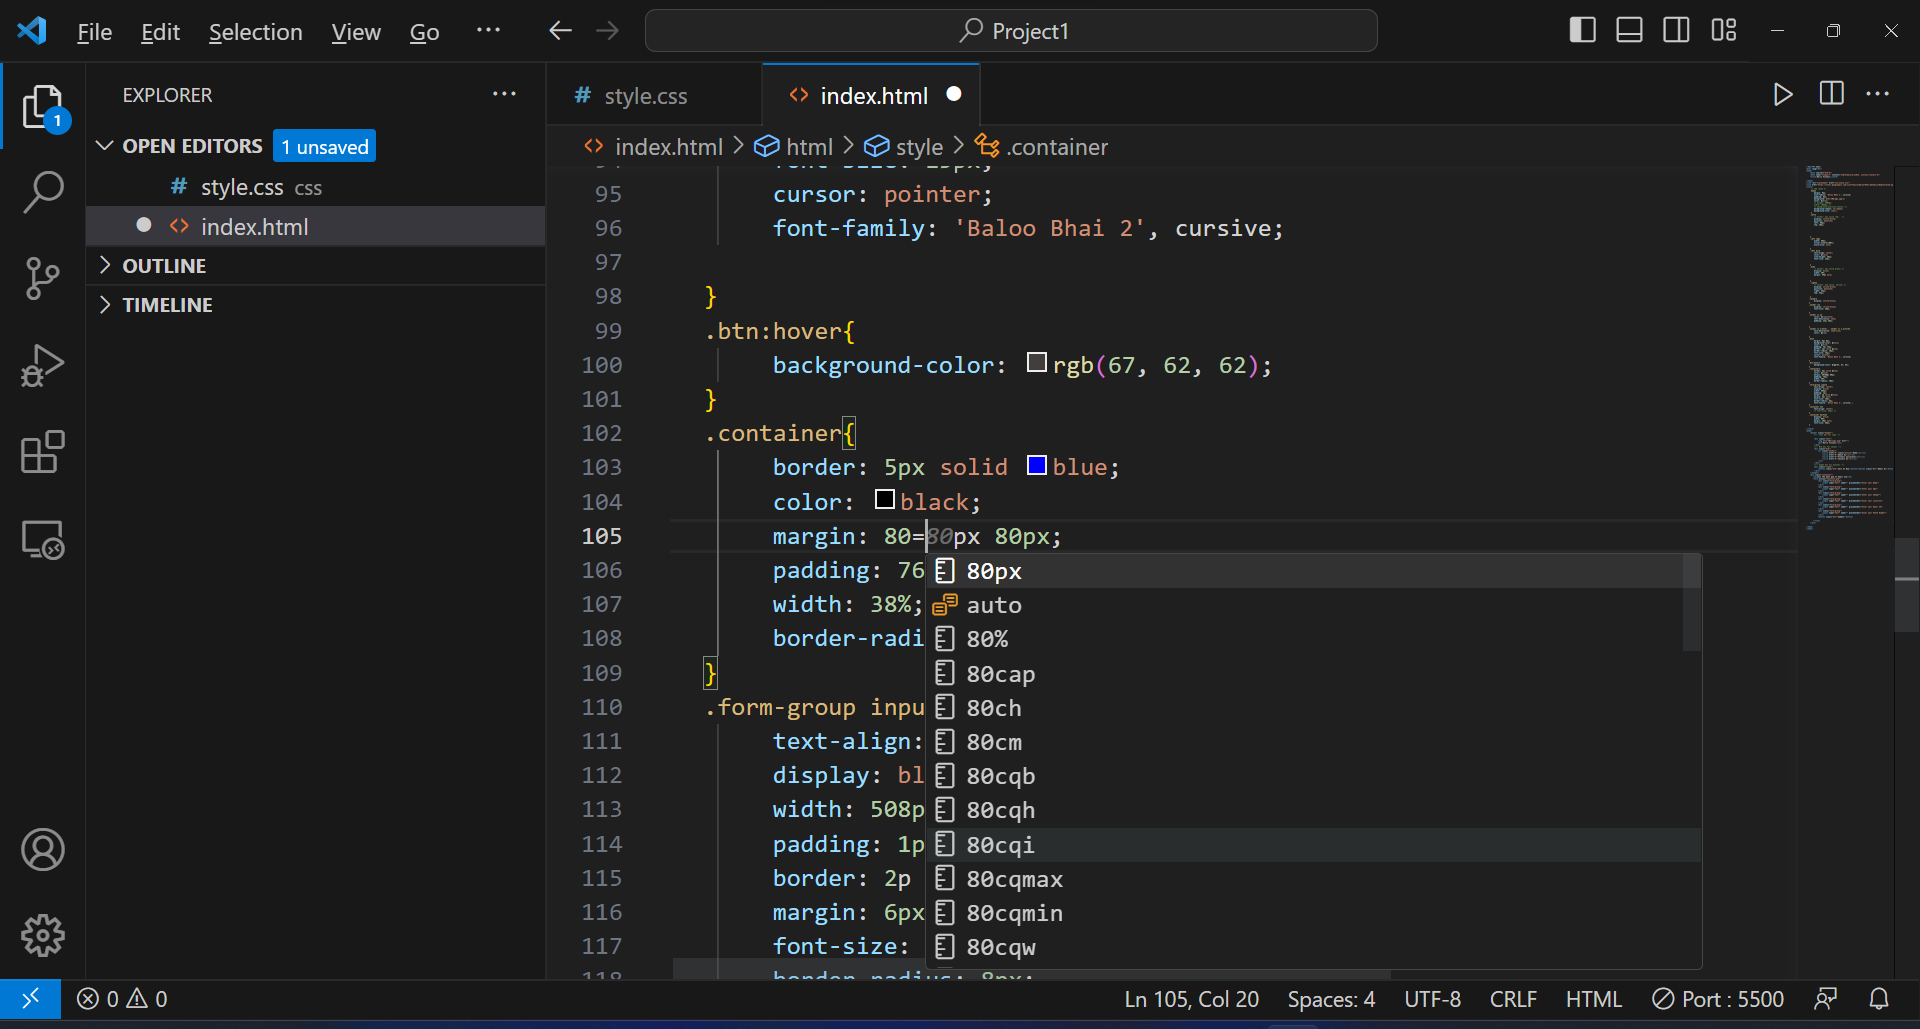 File Edit Selection View Go ··· Project1
EXPLORER ···
1
OPEN EDITORS 1 unsaved
# style.css css
index.html
OUTLINE
TIMELINE
# style.css
index.html
index.html > html > style > .container
95 cursor: pointer;
96 font-family: 'Baloo Bhai 2', cursive;
97
98 }
99 .btn:hover{
100 background-color: rgb(67, 62, 62);
101 }
102 .container{
103 border: 5px solid blue;
104 color: black;
105 margin: 80=80px 80px;
106 padding: 76
107 width: 38%;
108 border-radi
109 }
110 .form-group inpu
111 text-align:
112 display: bl
113 width: 508p
114 padding: 1p
115 border: 2p
116 margin: 6px
117 font-size:
118 border-radius: 8px;
80px
auto
80%
80cap
80ch
80cm
80cqb
80cqh
80cqi
80cqmax
80cqmin
80cqw
0 0
Ln 105, Col 20 Spaces: 4 UTF-8 CRLF HTML Port : 5500